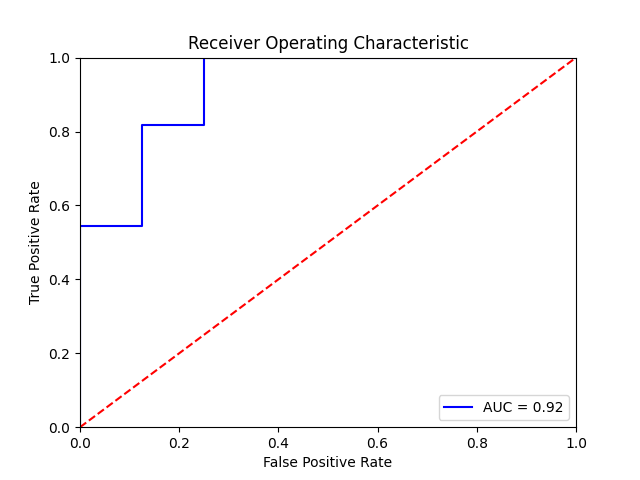 Receiver Operating Characteristic
1.0
0.8
0.6
0.4
0.2
0.0
True Positive Rate
AUC = 0.92
0.0 0.2 0.4 0.6 0.8 1.0
False Positive Rate